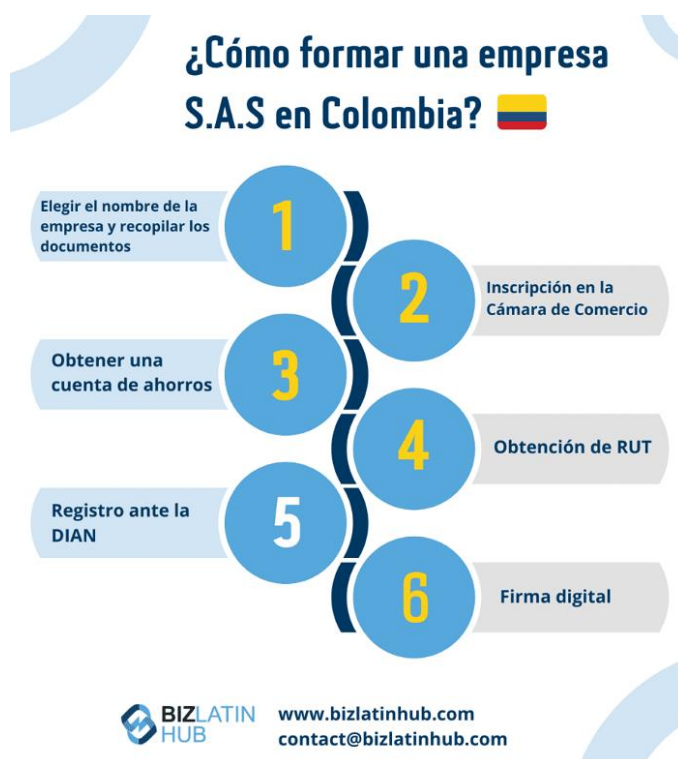 ¿Cómo formar una empresa
S.A.S en Colombia?
1
Elegir el nombre de la
empresa y recopilar los
documentos
2
Inscripción en la
Cámara de Comercio
3
Obtener una
cuenta de ahorros
4
Obtención de RUT
5
Registro ante la
DIAN
6
Firma digital
BIZLATIN
HUB
www.bizlatinhub.com
contact@bizlatinhub.com